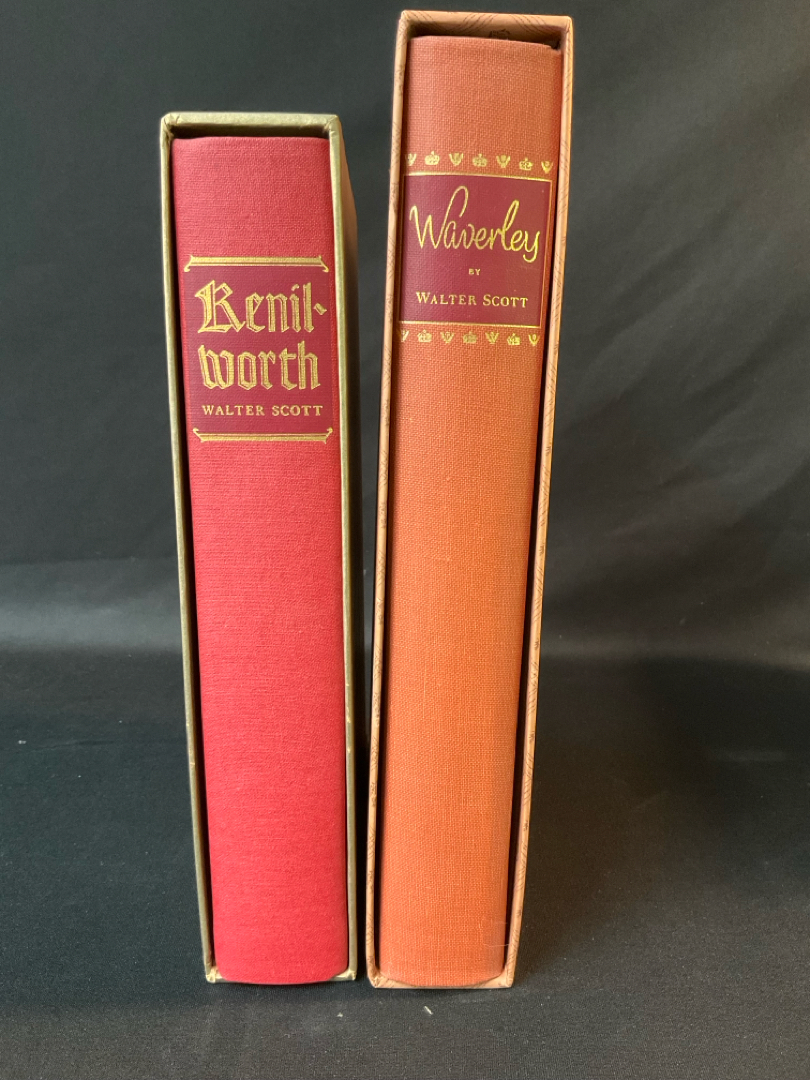 Kenil-
worth
WALTER SCOTT
Waverley
BY
WALTER SCOTT